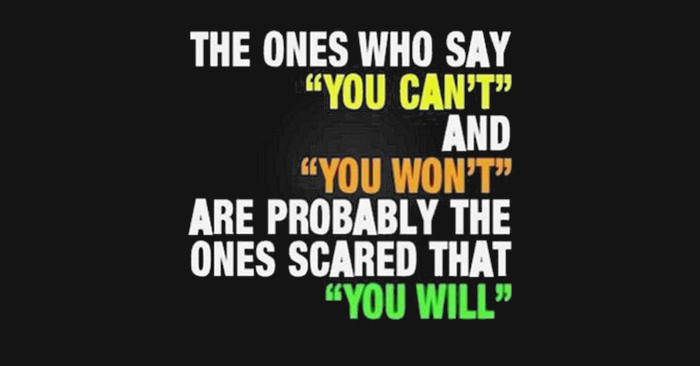 THE ONES WHO SAY
“YOU CAN’T”
AND
“YOU WON’T”
ARE PROBABLY THE
ONES SCARED THAT
“YOU WILL”